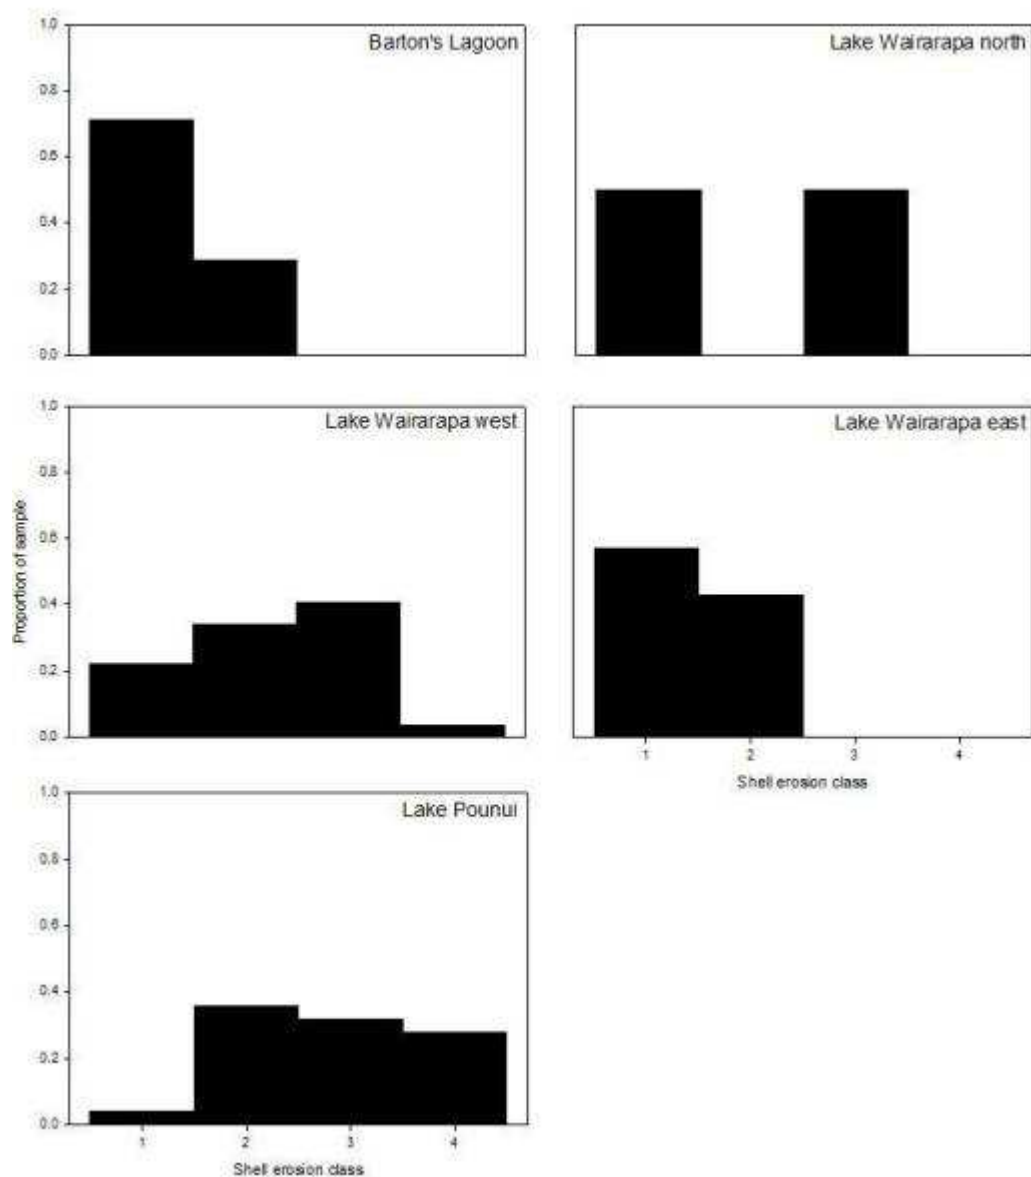 Barton's Lagoon
1.0
0.8
0.6
0.4
0.2
0.0
Lake Wairarapa north
Lake Wairarapa west
1.0
0.8
0.6
0.4
0.2
0.0
Proportion of sample
Lake Wairarapa east
1 2 3 4
Shell erosion class
Lake Pounui
1.0
0.8
0.6
0.4
0.2
0.0
1 2 3 4
Shell erosion class